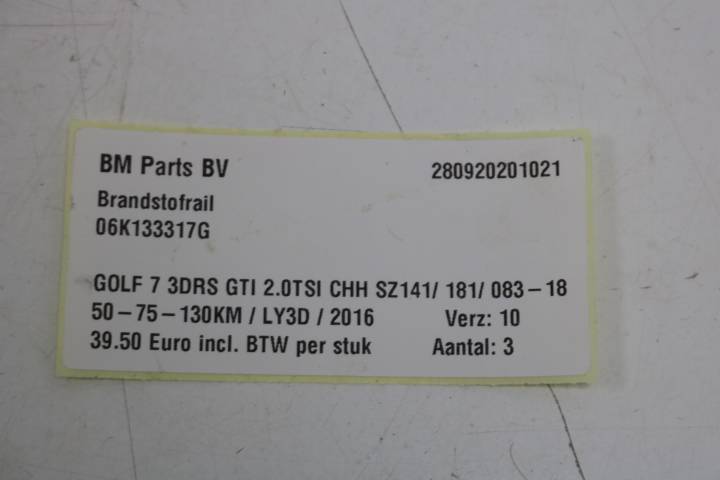 BM Parts BV 280920201021
Brandstofrail
06K133317G
GOLF 7 3DRS GTI 2.0TSI CHH SZ141/ 181/ 083-18
50-75-130KM / LY3D / 2016 Verz: 10
39.50 Euro incl. BTW per stuk Aantal: 3